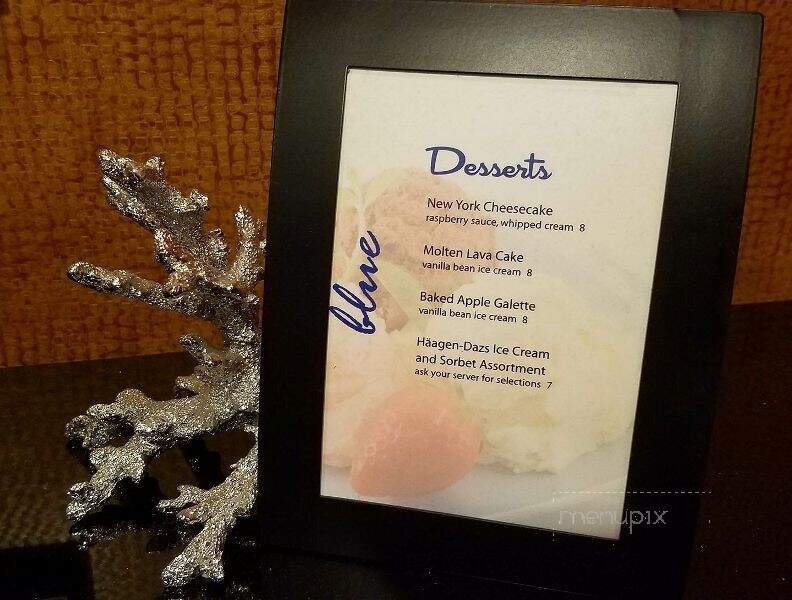 Desserts
New York Cheesecake
raspberry sauce, whipped cream 8
Molten Lava Cake
vanilla bean ice cream 8
Baked Apple Galette
vanilla bean ice cream 8
Häagen-Dazs Ice Cream
and Sorbet Assortment
ask your server for selections 7
blue
menupix